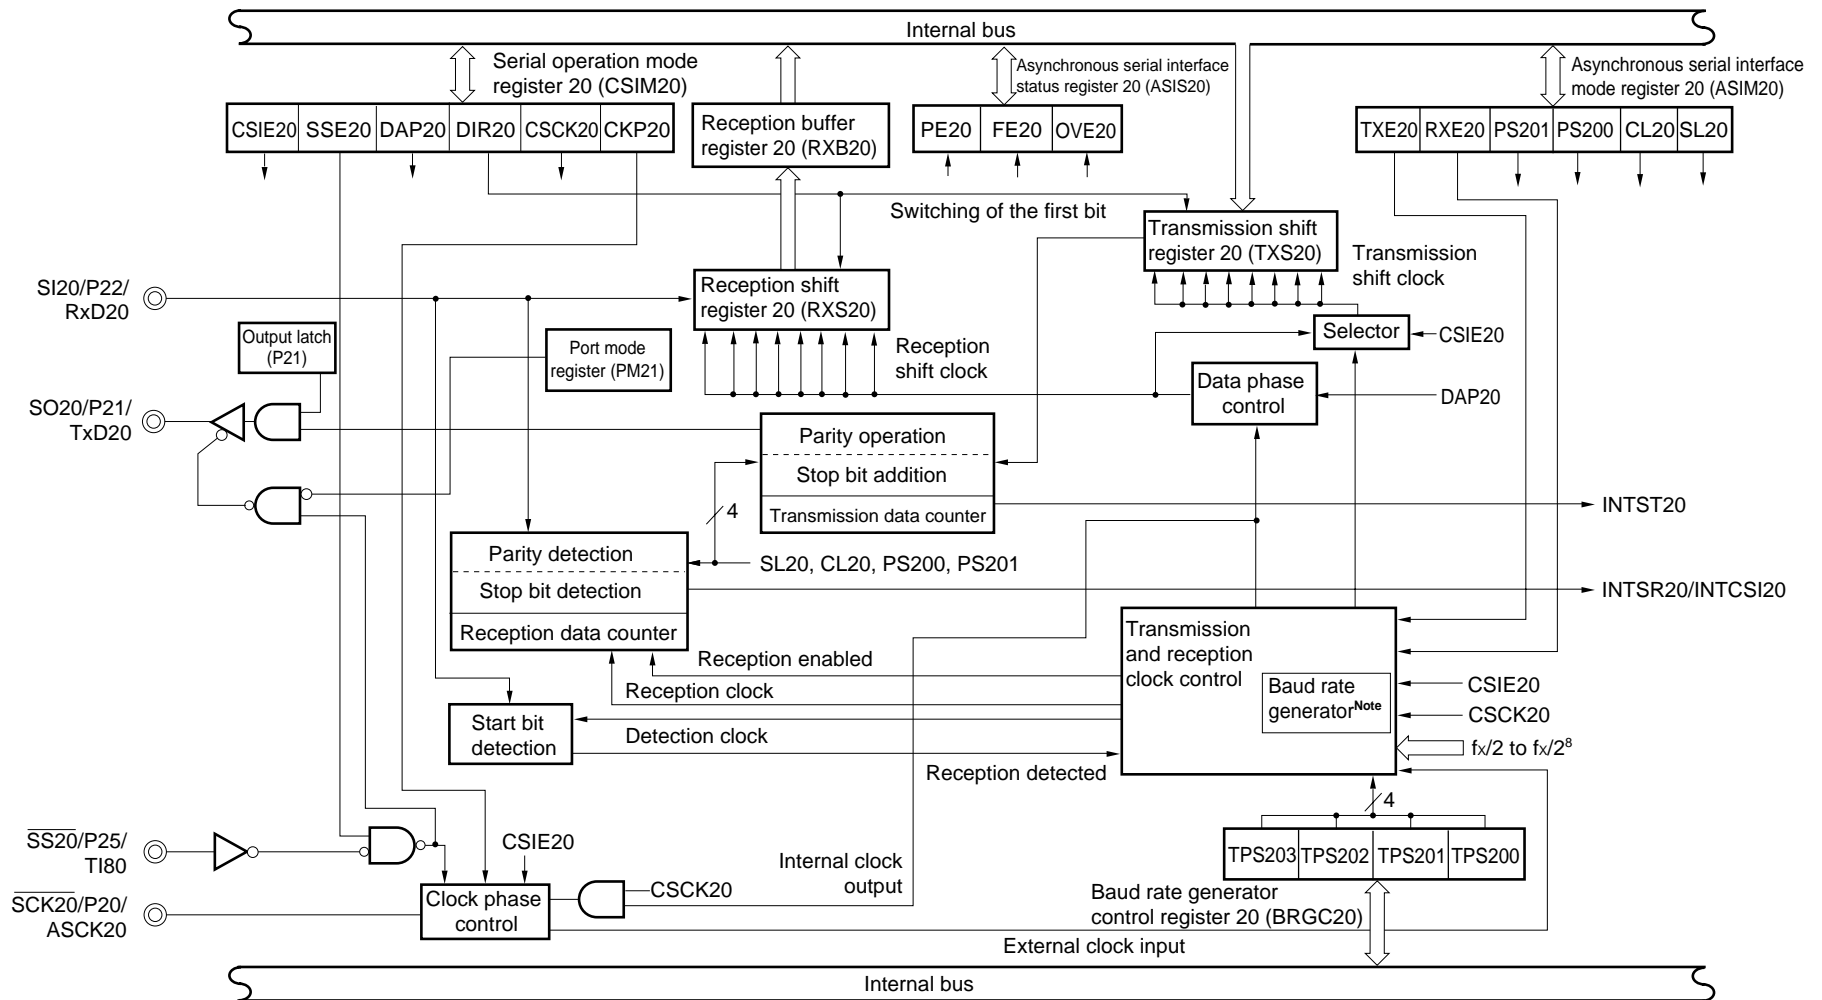 Internal bus
Serial operation mode
register 20 (CSIM20)
Asynchronous serial interface
status register 20 (ASIS20)
Asynchronous serial interface
mode register 20 (ASIM20)
CSIE20 SSE20 DAP20 DIR20 CSCK20 CKP20
Reception buffer
register 20 (RXB20)
PE20 FE20 OVE20
TXE20 RXE20 PS201 PS200 CL20 SL20
Switching of the first bit
Transmission shift
register 20 (TXS20)
Transmission
shift clock
SI20/P22/
RxD20
Reception shift
register 20 (RXS20)
Output latch
(P21)
Port mode
register (PM21)
Reception
shift clock
Selector
CSIE20
Data phase
control
DAP20
SO20/P21/
TxD20
Parity operation
Stop bit addition
Transmission data counter
4
INTST20
Parity detection
Stop bit detection
Reception data counter
SL20, CL20, PS200, PS201
INTSR20/INTCSI20
Transmission
and reception
clock control
Baud rate
generatorNote
Reception enabled
Reception clock
CSIE20
CSCK20
fx/2 to fx/2⁸
Start bit
detection
Detection clock
Reception detected
4
TPS203 TPS202 TPS201 TPS200
SS20/P25/
TI80
CSIE20
Internal clock
output
CSCK20
SCK20/P20/
ASCK20
Clock phase
control
Baud rate generator
control register 20 (BRGC20)
External clock input
Internal bus